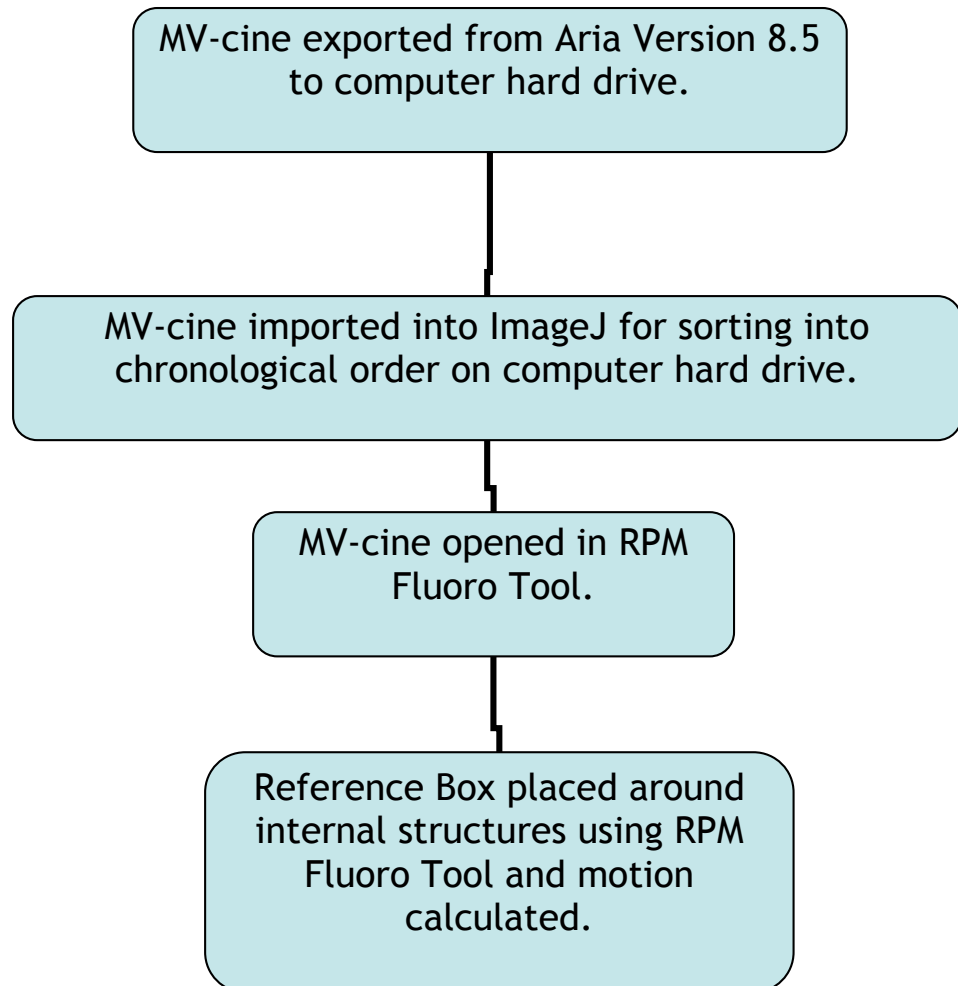 MV-cine exported from Aria Version 8.5
to computer hard drive.
MV-cine imported into ImageJ for sorting into
chronological order on computer hard drive.
MV-cine opened in RPM
Fluoro Tool.
Reference Box placed around
internal structures using RPM
Fluoro Tool and motion
calculated.